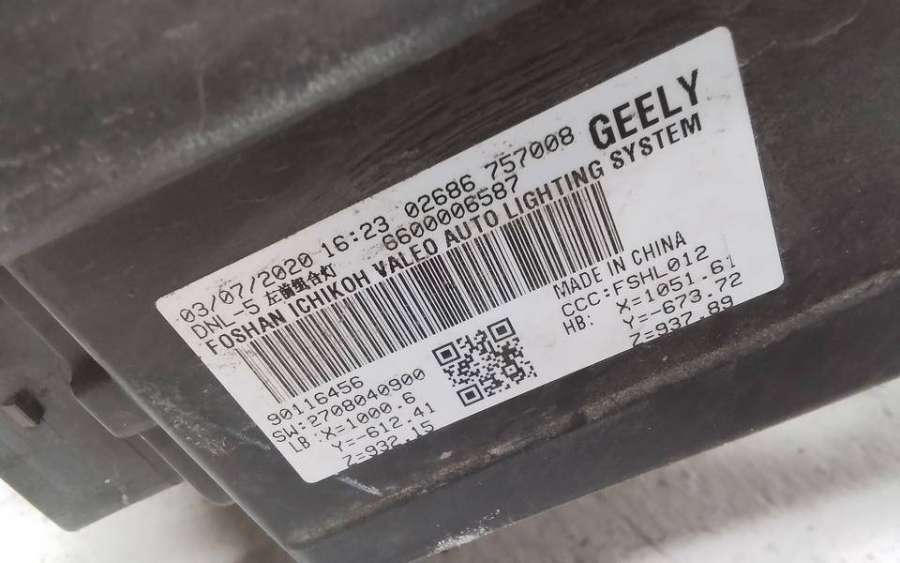 GEELY
03/07/2020 16:23 02686 757008
DNL-5 左前组合灯 6600006587
FOSHAN ICHIKOH VALEO AUTO LIGHTING SYSTEM
90116456
SW:2708040900
LB: X=1000.6
Y=-612.41
Z=932.15
MADE IN CHINA
CCC:FSHL012
HB: X=1051.61
Y=-673.72
Z=937.89